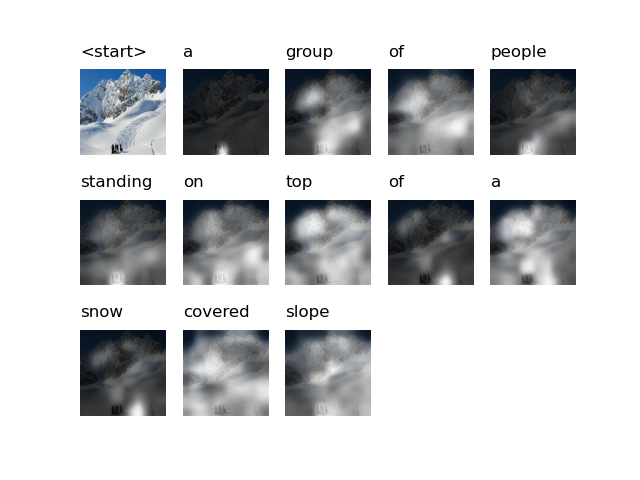 <start> a group of people
standing on top of a
snow covered slope